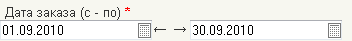 Дата заказа (с - по) *
01.09.2010 ← → 30.09.2010